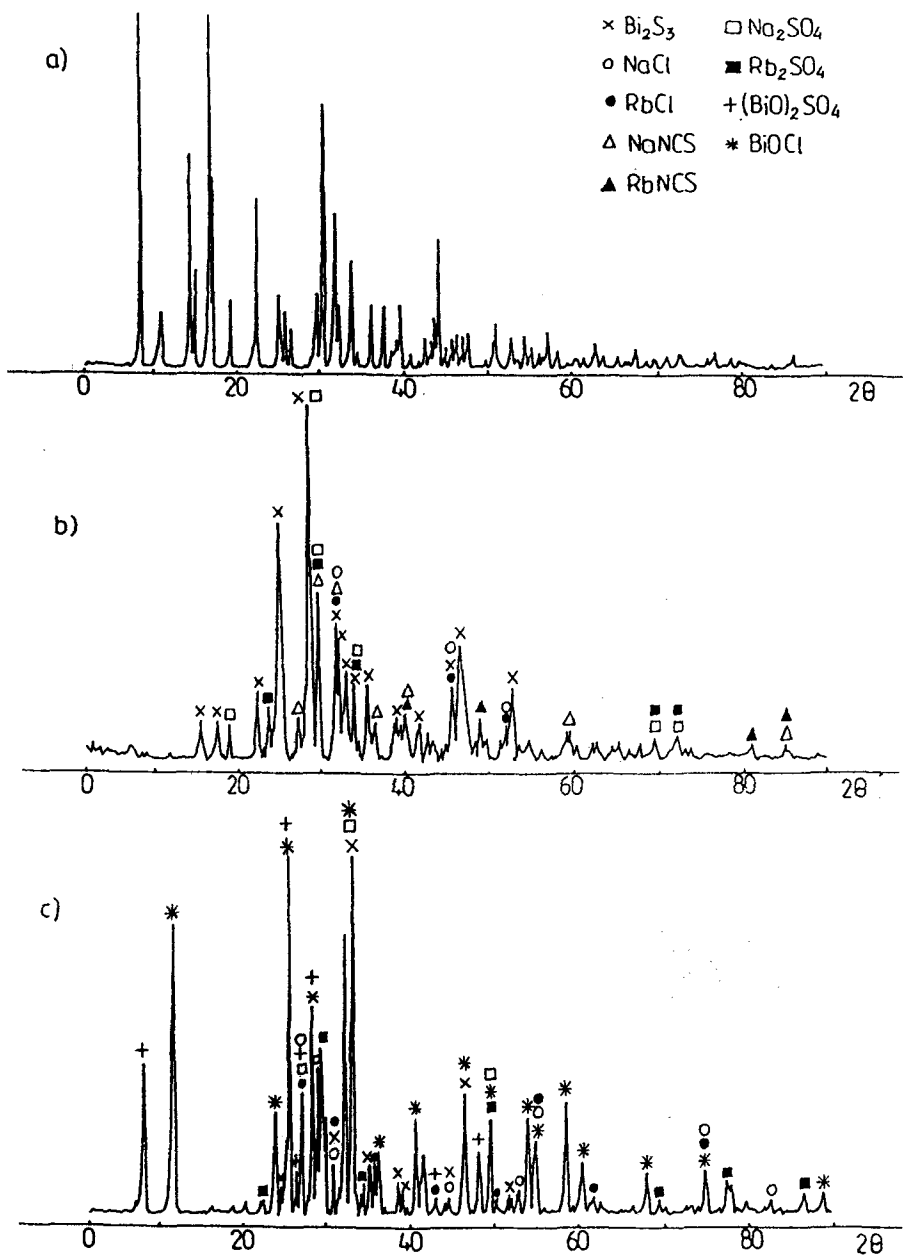 a)
× Bi₂S₃
□ Na₂SO₄
○ NaCl
■ Rb₂SO₄
● RbCl
+ (BiO)₂SO₄
△ NaNCS
* BiOCl
▲ RbNCS
0 20 40 60 80 2θ
b)
0 20 40 60 80 2θ
c)
0 20 40 60 80 2θ